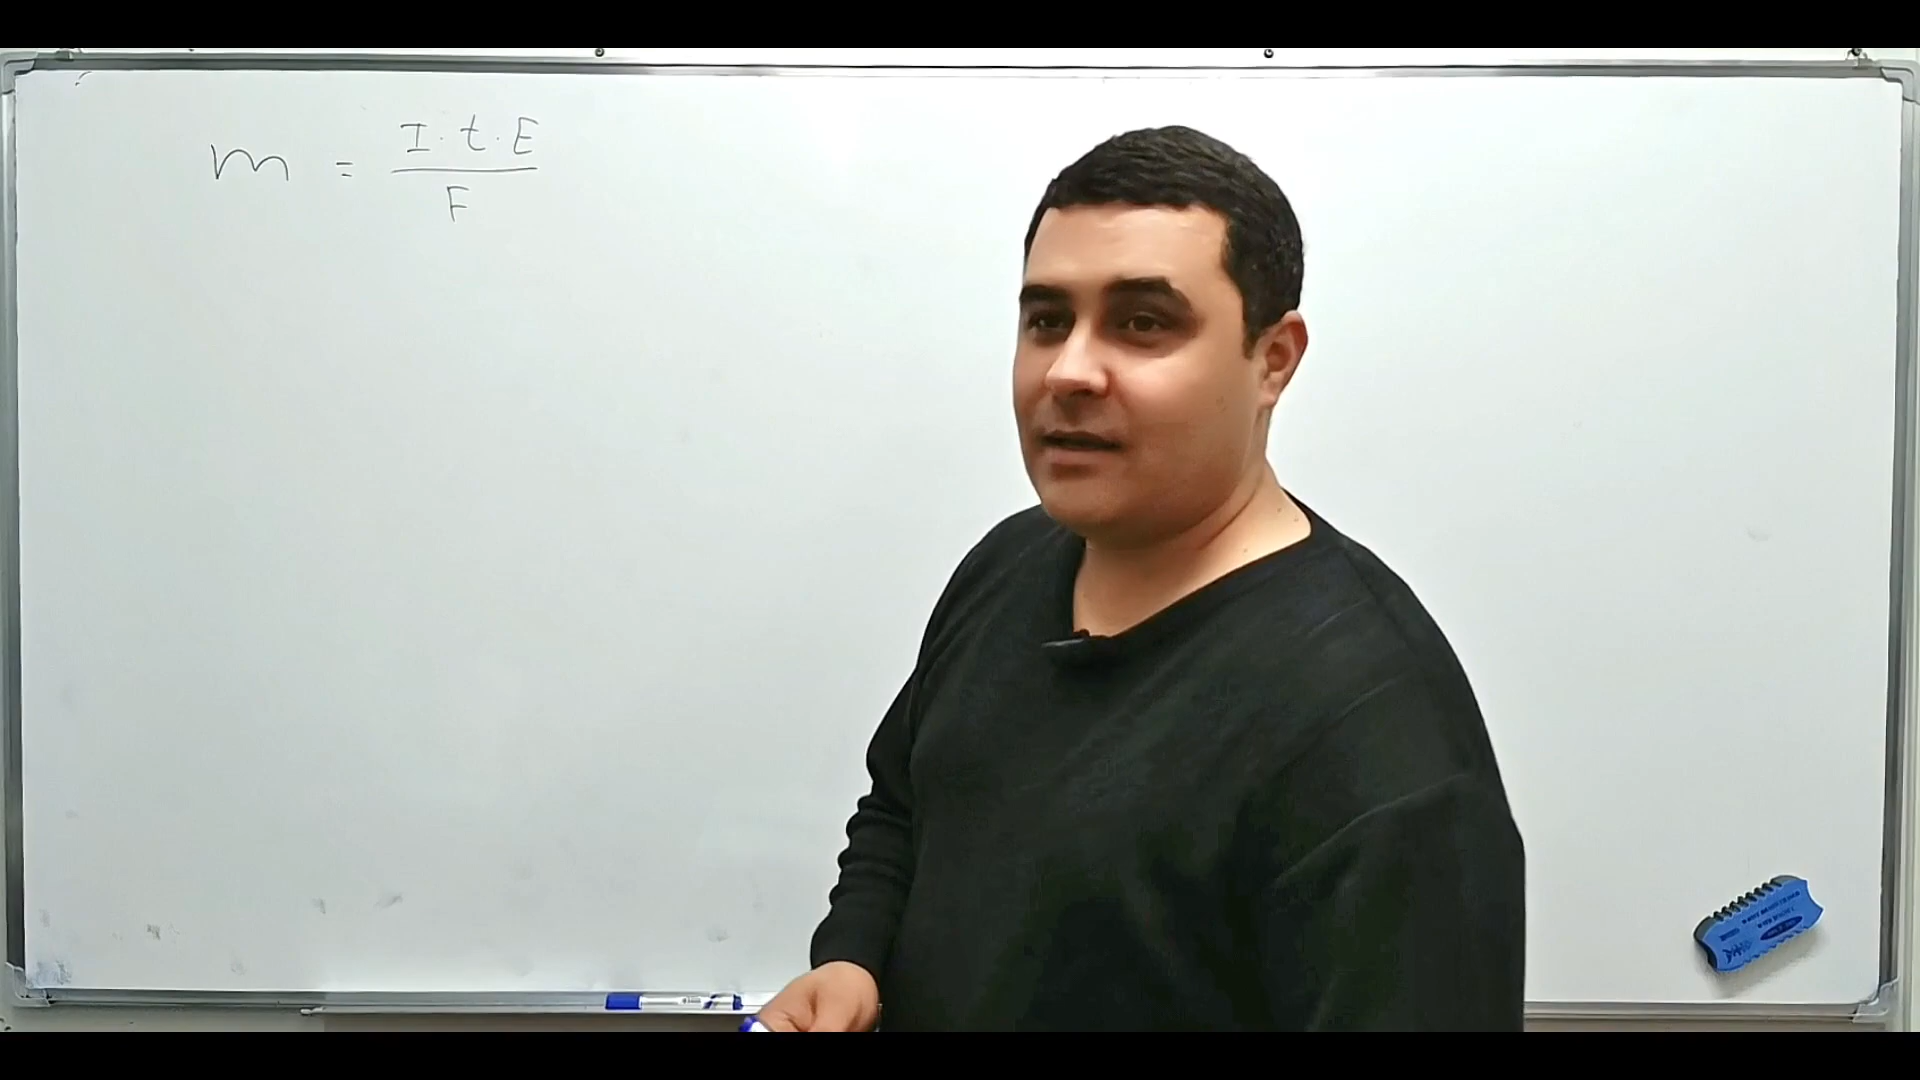 m = I · t · E / F